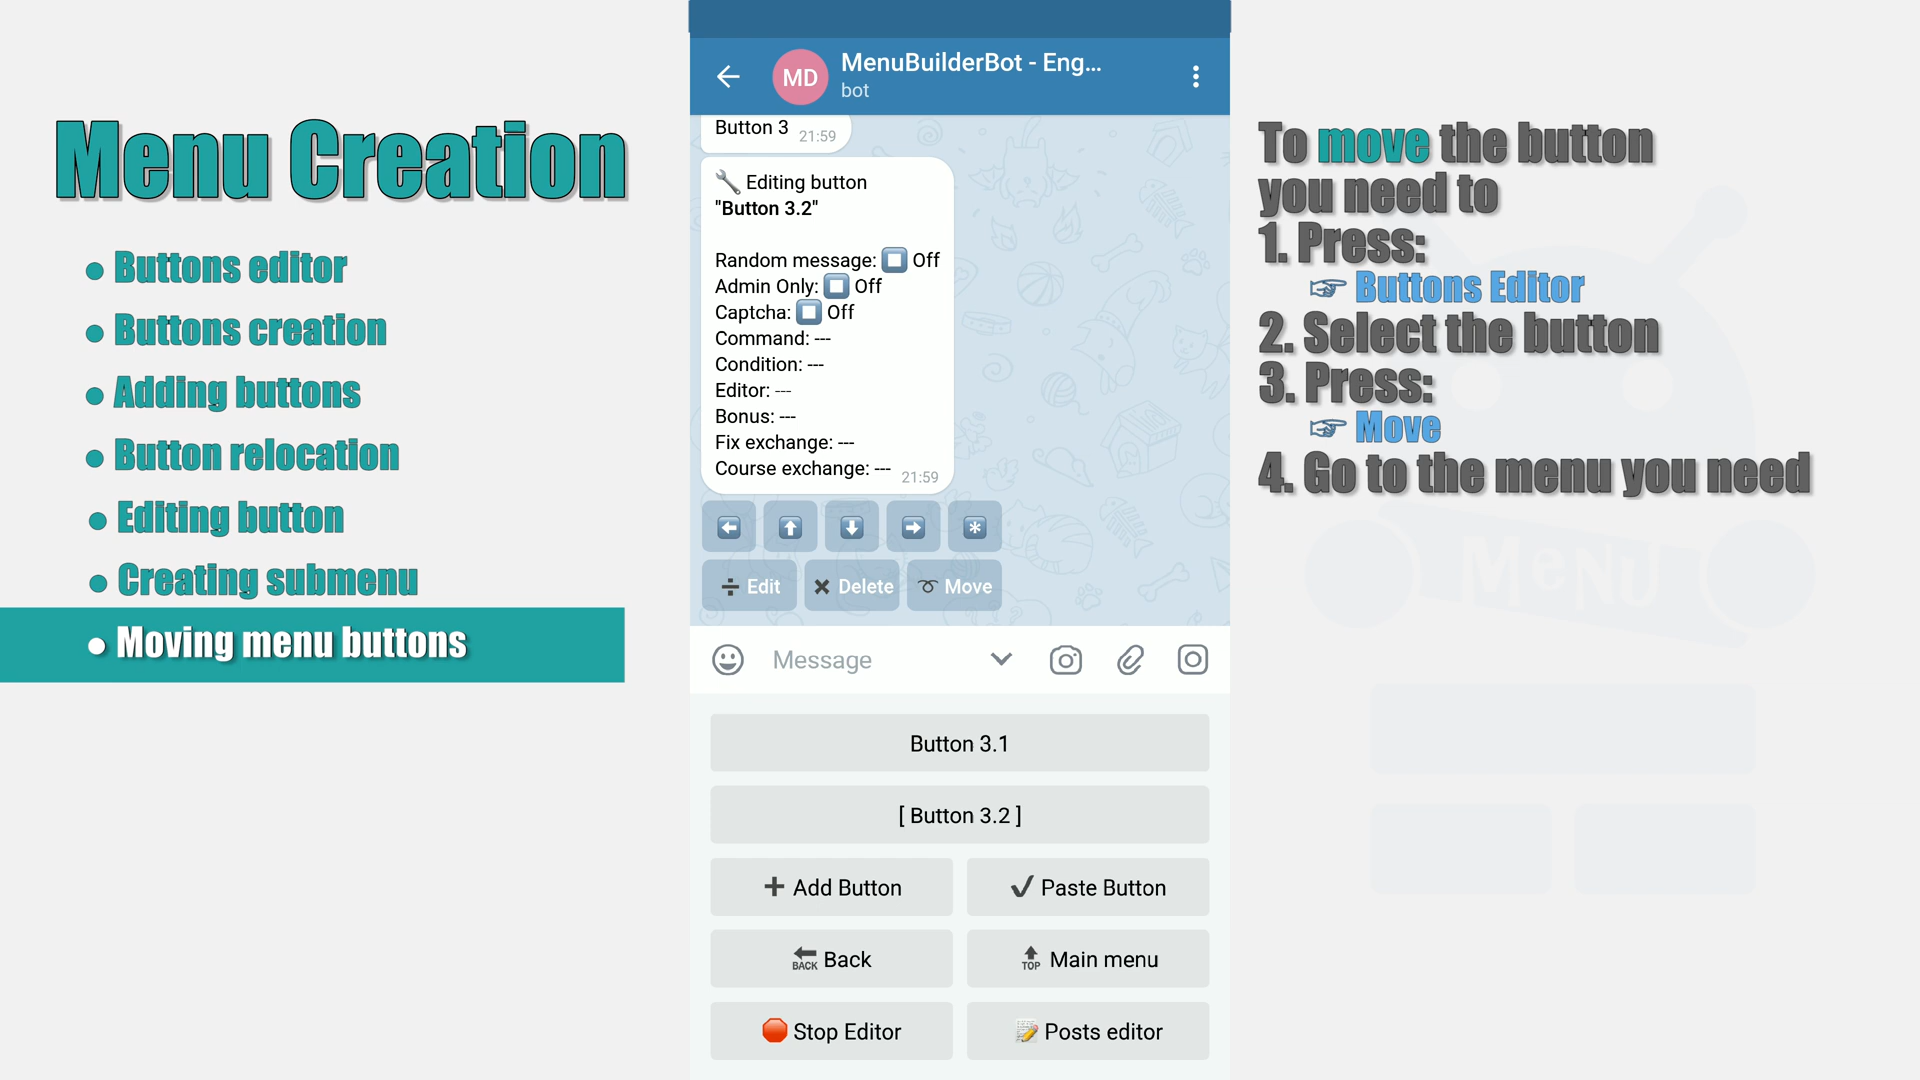 Menu Creation
• Buttons editor
• Buttons creation
• Adding buttons
• Button relocation
• Editing button
• Creating submenu
• Moving menu buttons
MD
MenuBuilderBot - Eng...
bot
Button 3 21:59
Editing button
"Button 3.2"
Random message: Off
Admin Only: Off
Captcha: Off
Command: ---
Condition: ---
Editor: ---
Bonus: ---
Fix exchange: ---
Course exchange: --- 21:59
Edit
Delete
Move
Message
Button 3.1
[ Button 3.2 ]
Add Button
Paste Button
BACK Back
TOP Main menu
Stop Editor
Posts editor
To move the button
you need to
1. Press:
Buttons Editor
2. Select the button
3. Press:
Move
4. Go to the menu you need
MeNU